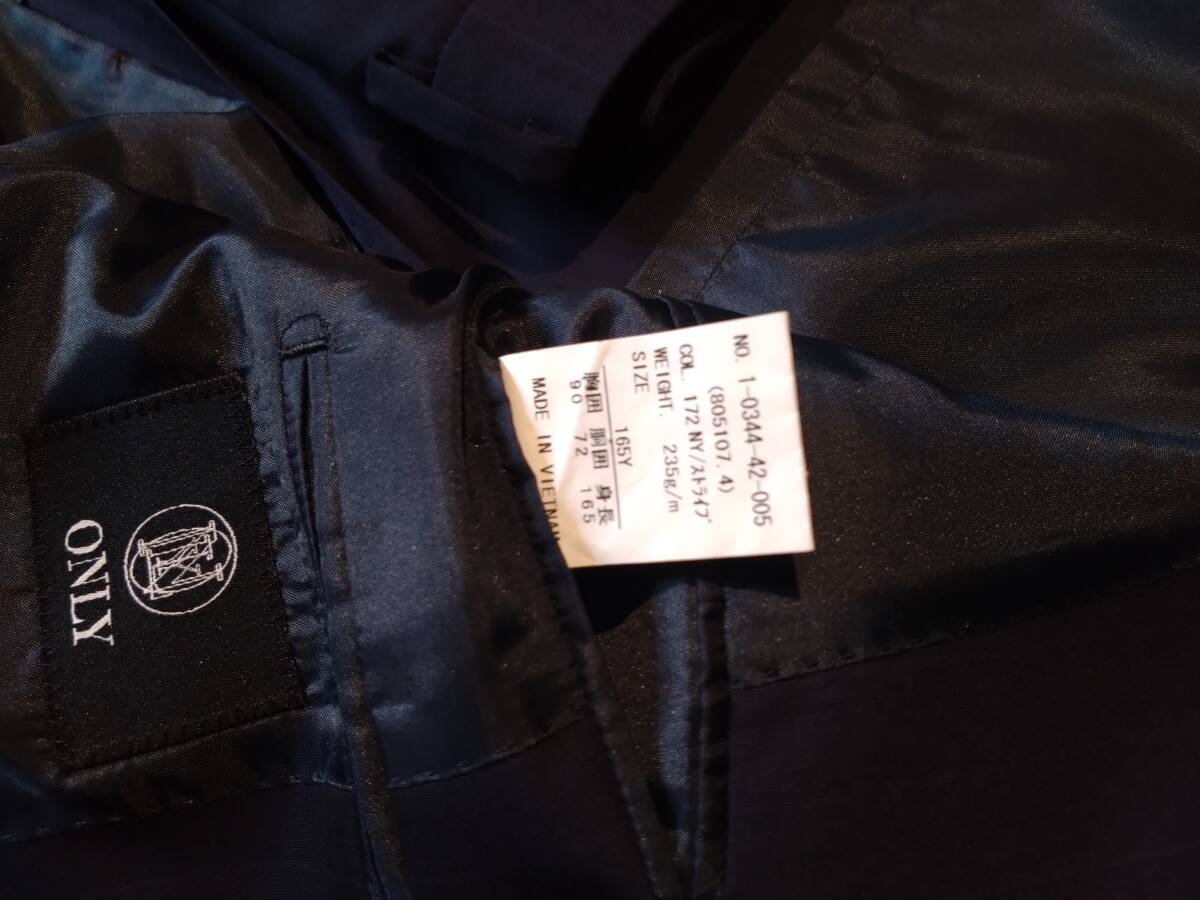 NO. 1-0344-42-005
(805107.4)
COL. 172 NY/ストライプ
WEIGHT. 235g/m
SIZE
165Y
胸囲 胴囲 身長
90 72 165
MADE IN VIETNAM
ONLY